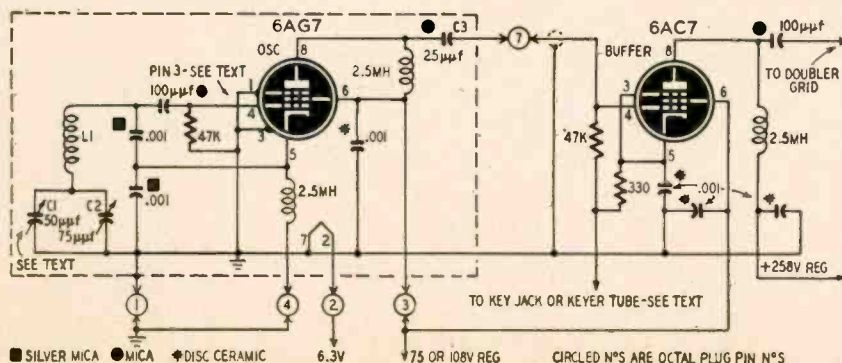 6AG7
OSC
8
C3
25μμf
7
6AC7
BUFFER
8
100μμf
TO DOUBLER
GRID
2.5MH
PIN 3-SEE TEXT
100μμf
1
4
3
6
5
3
4
6
5
L1
.001
47K
.001
47K
2.5MH
.001
2.5MH
330
.001
C1
50μμf
C2
75μμf
SEE TEXT
7
2
+258V REG
1
4
2
3
TO KEY JACK OR KEYER TUBE-SEE TEXT
SILVER MICA MICA DISC CERAMIC
6.3V
75 OR 108V REG
CIRCLED NOS ARE OCTAL PLUG PIN NOS